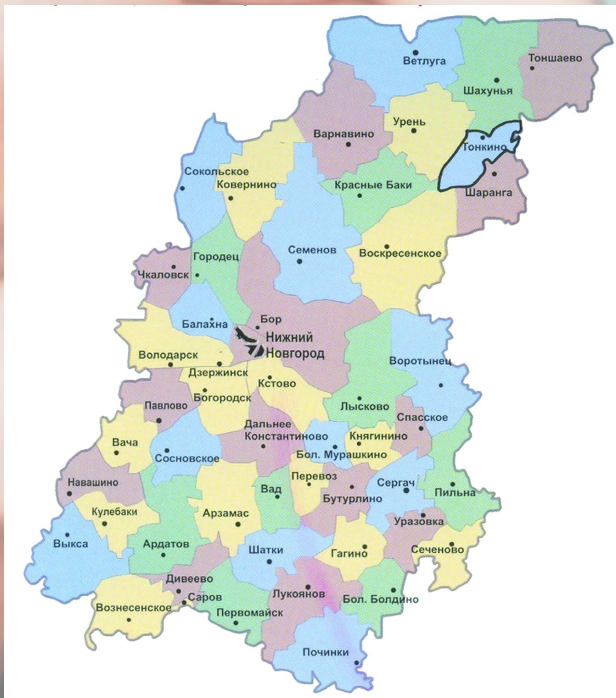 Ветлуга
Тоншаево
Шахунья
Урень
Варнавино
Тонкино
Сокольское
Ковернино
Красные Баки
Шаранга
Семенов
Воскресенское
Городец
Чкаловск
Балахна
Бор
Нижний
Новгород
Володарск
Воротынец
Дзержинск
Кстово
Богородск
Павлово
Лысково
Спасское
Дальнее
Константиново
Княгинино
Вача
Бол. Мурашкино
Сосновское
Перевоз
Навашино
Вад
Бутурлино
Сергач
Пильна
Кулебаки
Арзамас
Уразовка
Выкса
Ардатов
Шатки
Гагино
Сеченово
Дивеево
Саров
Лукоянов
Бол. Болдино
Вознесенское
Первомайск
Починки